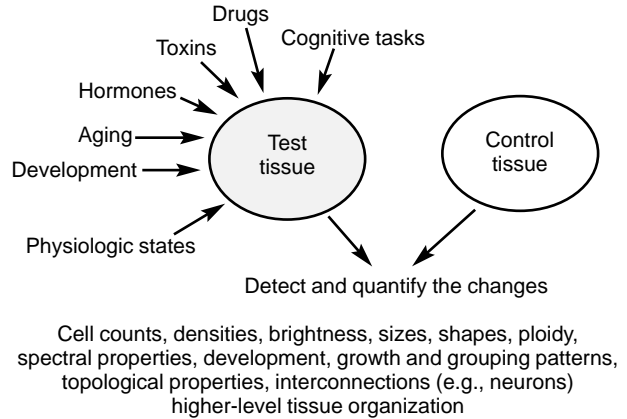 Drugs
Cognitive tasks
Toxins
Hormones
Aging
Development
Physiologic states
Test
tissue
Control
tissue
Detect and quantify the changes
Cell counts, densities, brightness, sizes, shapes, ploidy,
spectral properties, development, growth and grouping patterns,
topological properties, interconnections (e.g., neurons)
higher-level tissue organization